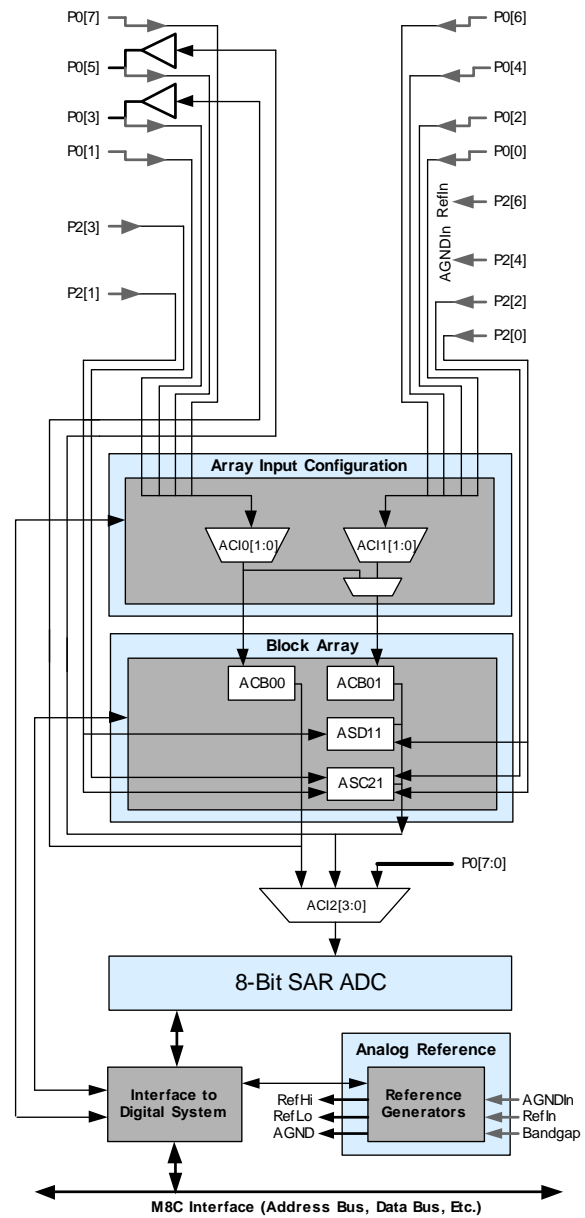 P0[7]
P0[6]
P0[5]
P0[4]
P0[3]
P0[2]
P0[1]
P0[0]
P2[6]
RefIn
P2[3]
AGNDIn
P2[4]
P2[1]
P2[2]
P2[0]
Array Input Configuration
ACI0[1:0]
ACI1[1:0]
Block Array
ACB00
ACB01
ASD11
ASC21
P0[7:0]
ACI2[3:0]
8-Bit SAR ADC
Analog Reference
Interface to
Digital System
RefHi
RefLo
AGND
Reference
Generators
AGNDIn
RefIn
Bandgap
M8C Interface (Address Bus, Data Bus, Etc.)